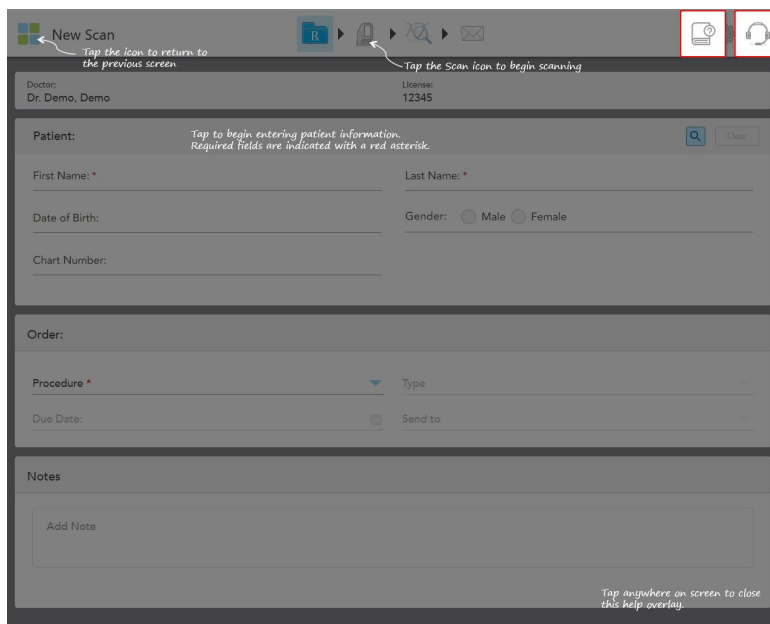 New Scan
Tap the icon to return to
the previous screen
R
Tap the Scan icon to begin scanning
?
Doctor:
Dr. Demo, Demo
License:
12345
Patient:
Tap to begin entering patient information.
Required fields are indicated with a red asterisk.
Clear
First Name: *
Last Name: *
Date of Birth:
Gender: Male Female
Chart Number:
Order:
Procedure *
Type
Due Date:
Send to
Notes
Add Note
Tap anywhere on screen to close
this help overlay.